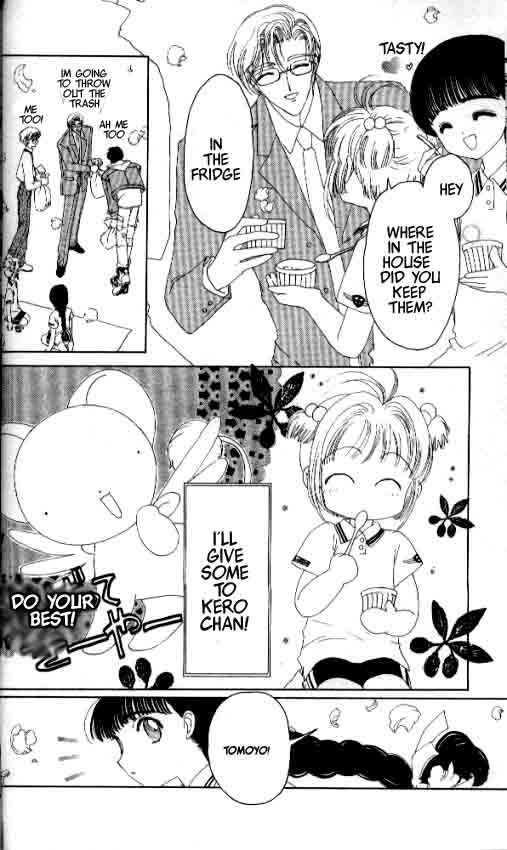 TASTY!
HEY
WHERE
IN THE
HOUSE
DID YOU
KEEP
THEM?
IN
THE
FRIDGE
IM GOING
TO THROW
OUT THE
TRASH
AH ME
TOO
ME
TOO!
I'LL
GIVE
SOME
TO
KERO
CHAN!
DO YOUR
BEST!
TOMOYO!